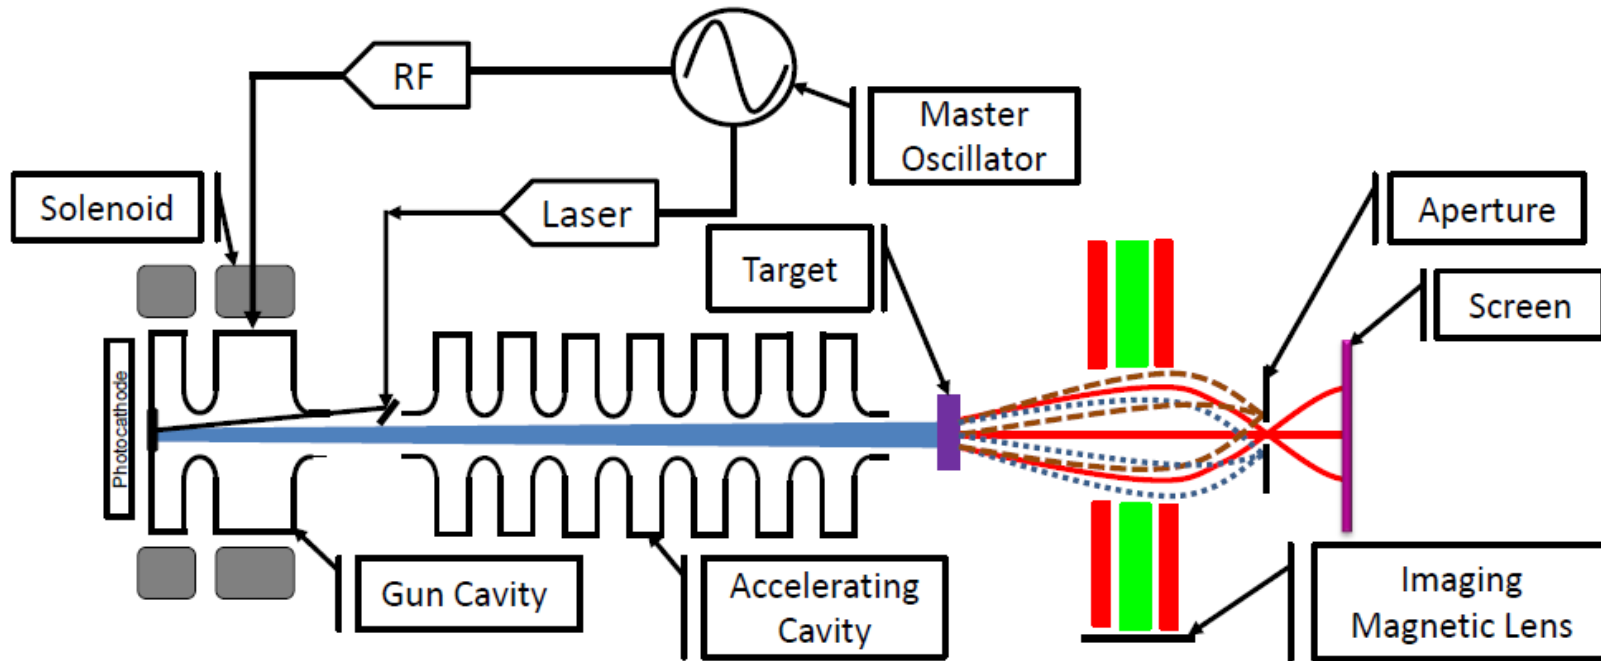 RF
Master
Oscillator
Solenoid
Laser
Aperture
Target
Screen
Photocathode
Gun Cavity
Accelerating
Cavity
Imaging
Magnetic Lens